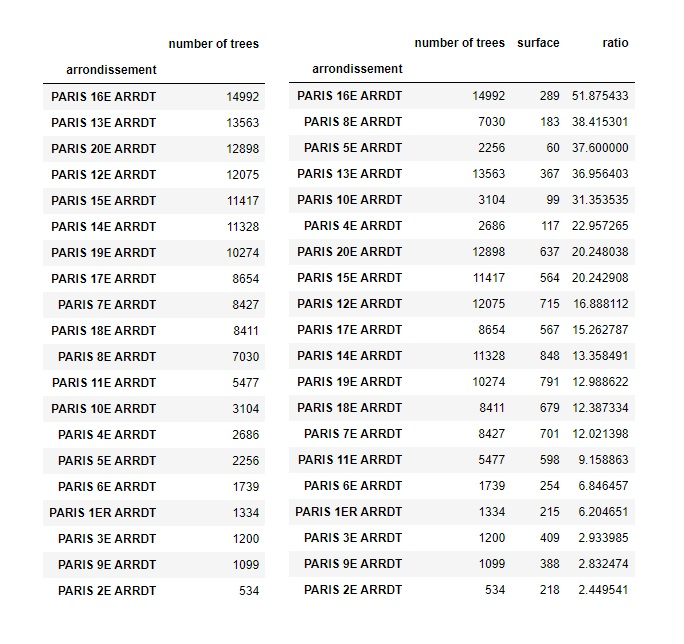 number of trees
arrondissement
PARIS 16E ARRDT 14992
PARIS 13E ARRDT 13563
PARIS 20E ARRDT 12898
PARIS 12E ARRDT 12075
PARIS 15E ARRDT 11417
PARIS 14E ARRDT 11328
PARIS 19E ARRDT 10274
PARIS 17E ARRDT 8654
PARIS 7E ARRDT 8427
PARIS 18E ARRDT 8411
PARIS 8E ARRDT 7030
PARIS 11E ARRDT 5477
PARIS 10E ARRDT 3104
PARIS 4E ARRDT 2686
PARIS 5E ARRDT 2256
PARIS 6E ARRDT 1739
PARIS 1ER ARRDT 1334
PARIS 3E ARRDT 1200
PARIS 9E ARRDT 1099
PARIS 2E ARRDT 534
number of trees surface ratio
arrondissement
PARIS 16E ARRDT 14992 289 51.875433
PARIS 8E ARRDT 7030 183 38.415301
PARIS 5E ARRDT 2256 60 37.600000
PARIS 13E ARRDT 13563 367 36.956403
PARIS 10E ARRDT 3104 99 31.353535
PARIS 4E ARRDT 2686 117 22.957265
PARIS 20E ARRDT 12898 637 20.248038
PARIS 15E ARRDT 11417 564 20.242908
PARIS 12E ARRDT 12075 715 16.888112
PARIS 17E ARRDT 8654 567 15.262787
PARIS 14E ARRDT 11328 848 13.358491
PARIS 19E ARRDT 10274 791 12.988622
PARIS 18E ARRDT 8411 679 12.387334
PARIS 7E ARRDT 8427 701 12.021398
PARIS 11E ARRDT 5477 598 9.158863
PARIS 6E ARRDT 1739 254 6.846457
PARIS 1ER ARRDT 1334 215 6.204651
PARIS 3E ARRDT 1200 409 2.933985
PARIS 9E ARRDT 1099 388 2.832474
PARIS 2E ARRDT 534 218 2.449541